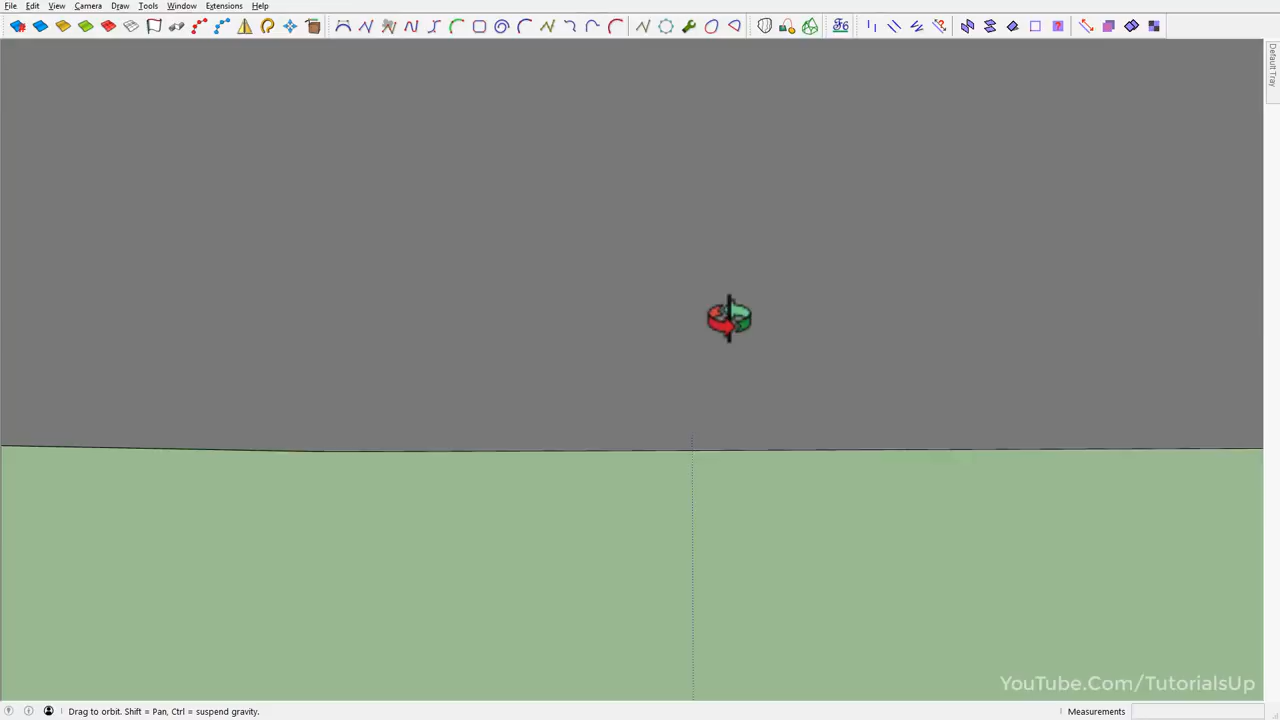 File Edit View Camera Draw Tools Window Extensions Help
F6
Default Tray
YouTube.Com/TutorialsUp
Drag to orbit. Shift = Pan, Ctrl = suspend gravity.
Measurements